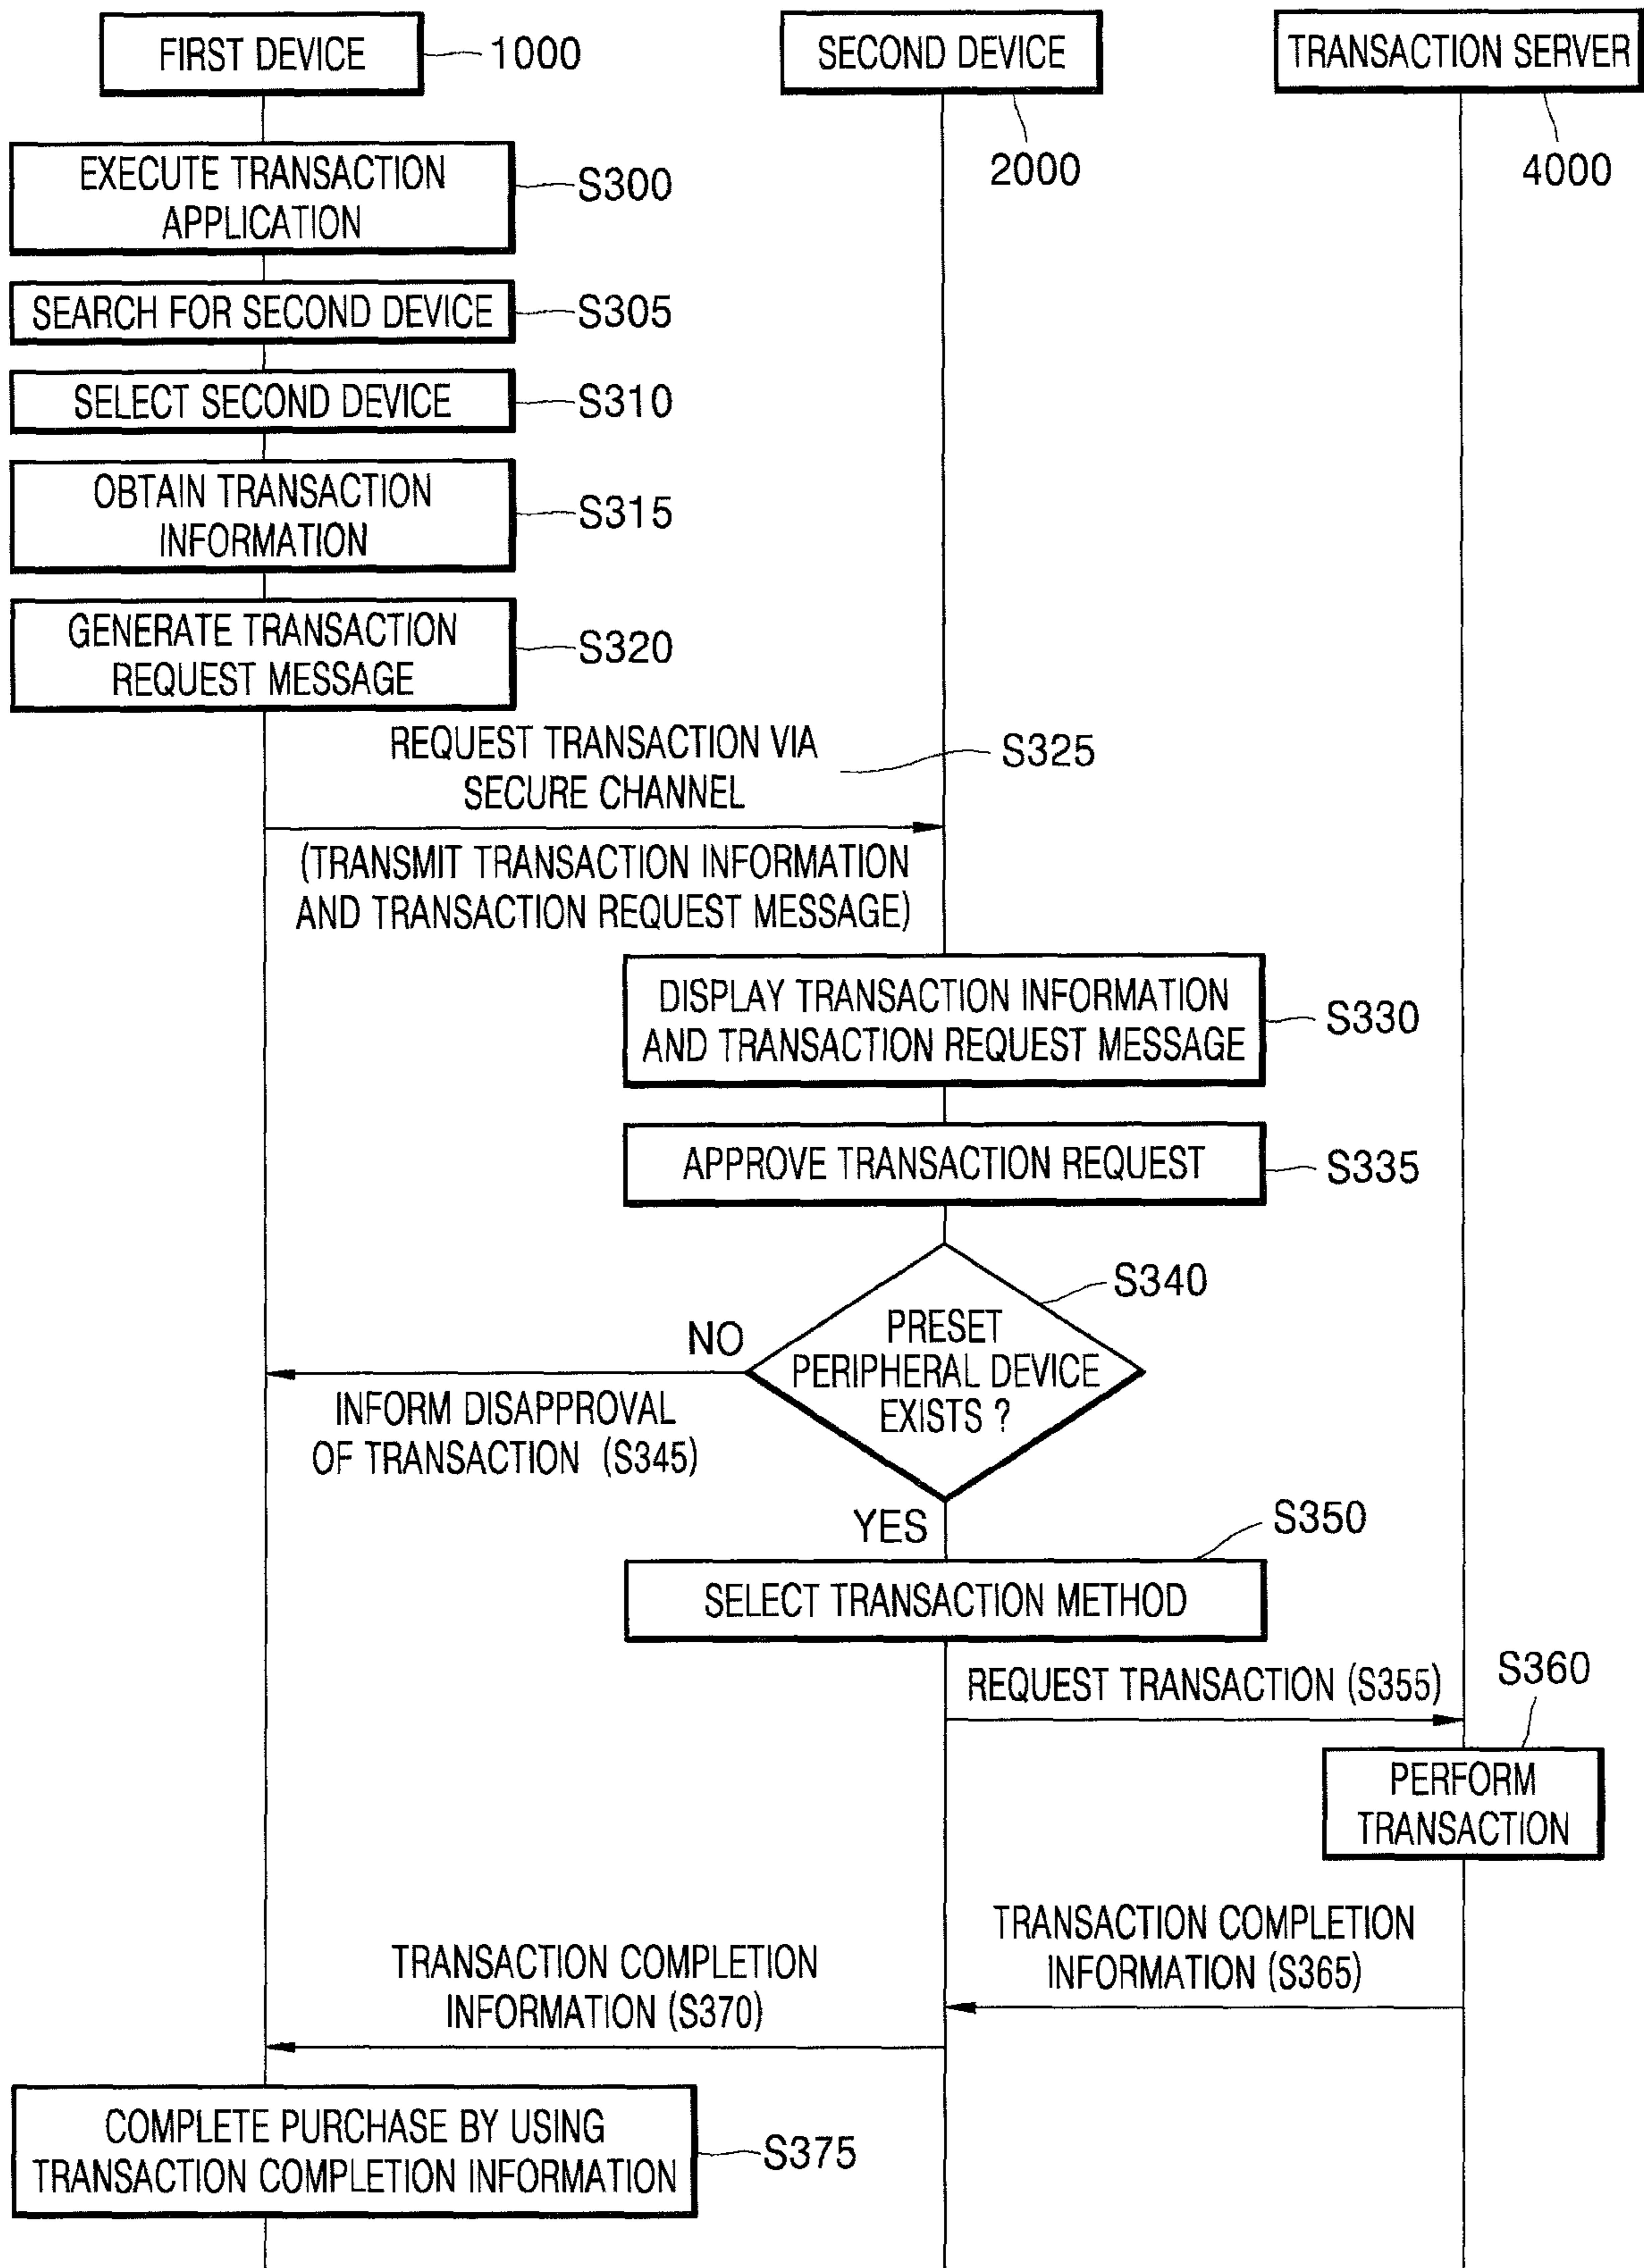 FIRST DEVICE
1000
SECOND DEVICE
2000
TRANSACTION SERVER
4000
EXECUTE TRANSACTION
APPLICATION
S300
SEARCH FOR SECOND DEVICE
S305
SELECT SECOND DEVICE
S310
OBTAIN TRANSACTION
INFORMATION
S315
GENERATE TRANSACTION
REQUEST MESSAGE
S320
REQUEST TRANSACTION VIA
SECURE CHANNEL
S325
(TRANSMIT TRANSACTION INFORMATION
AND TRANSACTION REQUEST MESSAGE)
DISPLAY TRANSACTION INFORMATION
AND TRANSACTION REQUEST MESSAGE
S330
APPROVE TRANSACTION REQUEST
S335
S340
PRESET
PERIPHERAL DEVICE
EXISTS ?
NO
INFORM DISAPPROVAL
OF TRANSACTION (S345)
YES
S350
SELECT TRANSACTION METHOD
REQUEST TRANSACTION (S355)
S360
PERFORM
TRANSACTION
TRANSACTION COMPLETION
INFORMATION (S365)
TRANSACTION COMPLETION
INFORMATION (S370)
COMPLETE PURCHASE BY USING
TRANSACTION COMPLETION INFORMATION
S375